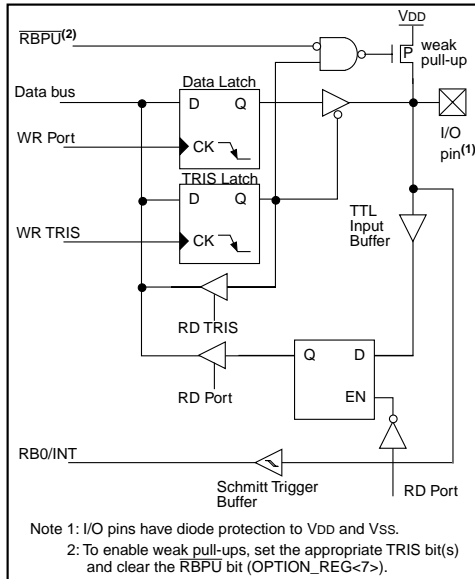 VDD
RBPU(2)
P
weak
pull-up
Data bus
Data Latch
D Q
I/O
pin(1)
WR Port
CK
TRIS Latch
D Q
TTL
Input
Buffer
WR TRIS
CK
RD TRIS
Q D
RD Port
EN
RB0/INT
Schmitt Trigger
Buffer
RD Port
Note 1: I/O pins have diode protection to VDD and VSS.
2: To enable weak pull-ups, set the appropriate TRIS bit(s)
and clear the RBPU bit (OPTION_REG<7>).